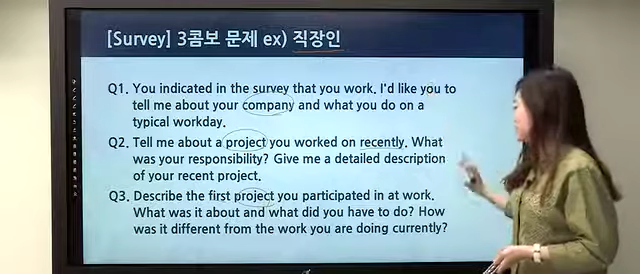 [Survey] 3콤보 문제 ex) 직장인
Q1. You indicated in the survey that you work. I'd like you to
tell me about your company and what you do on a
typical workday.
Q2. Tell me about a project you worked on recently. What
was your responsibility? Give me a detailed description
of your recent project.
Q3. Describe the first project you participated in at work.
What was it about and what did you have to do? How
was it different from the work you are doing currently?